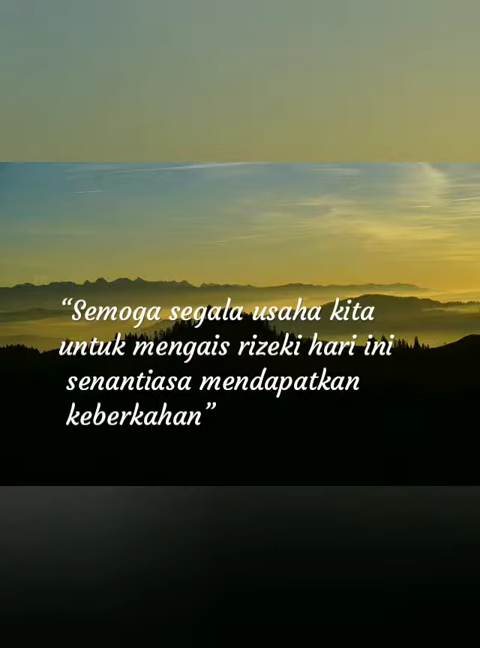 “Semoga segala usaha kita
untuk mengais rizeki hari ini
senantiasa mendapatkan
keberkahan”